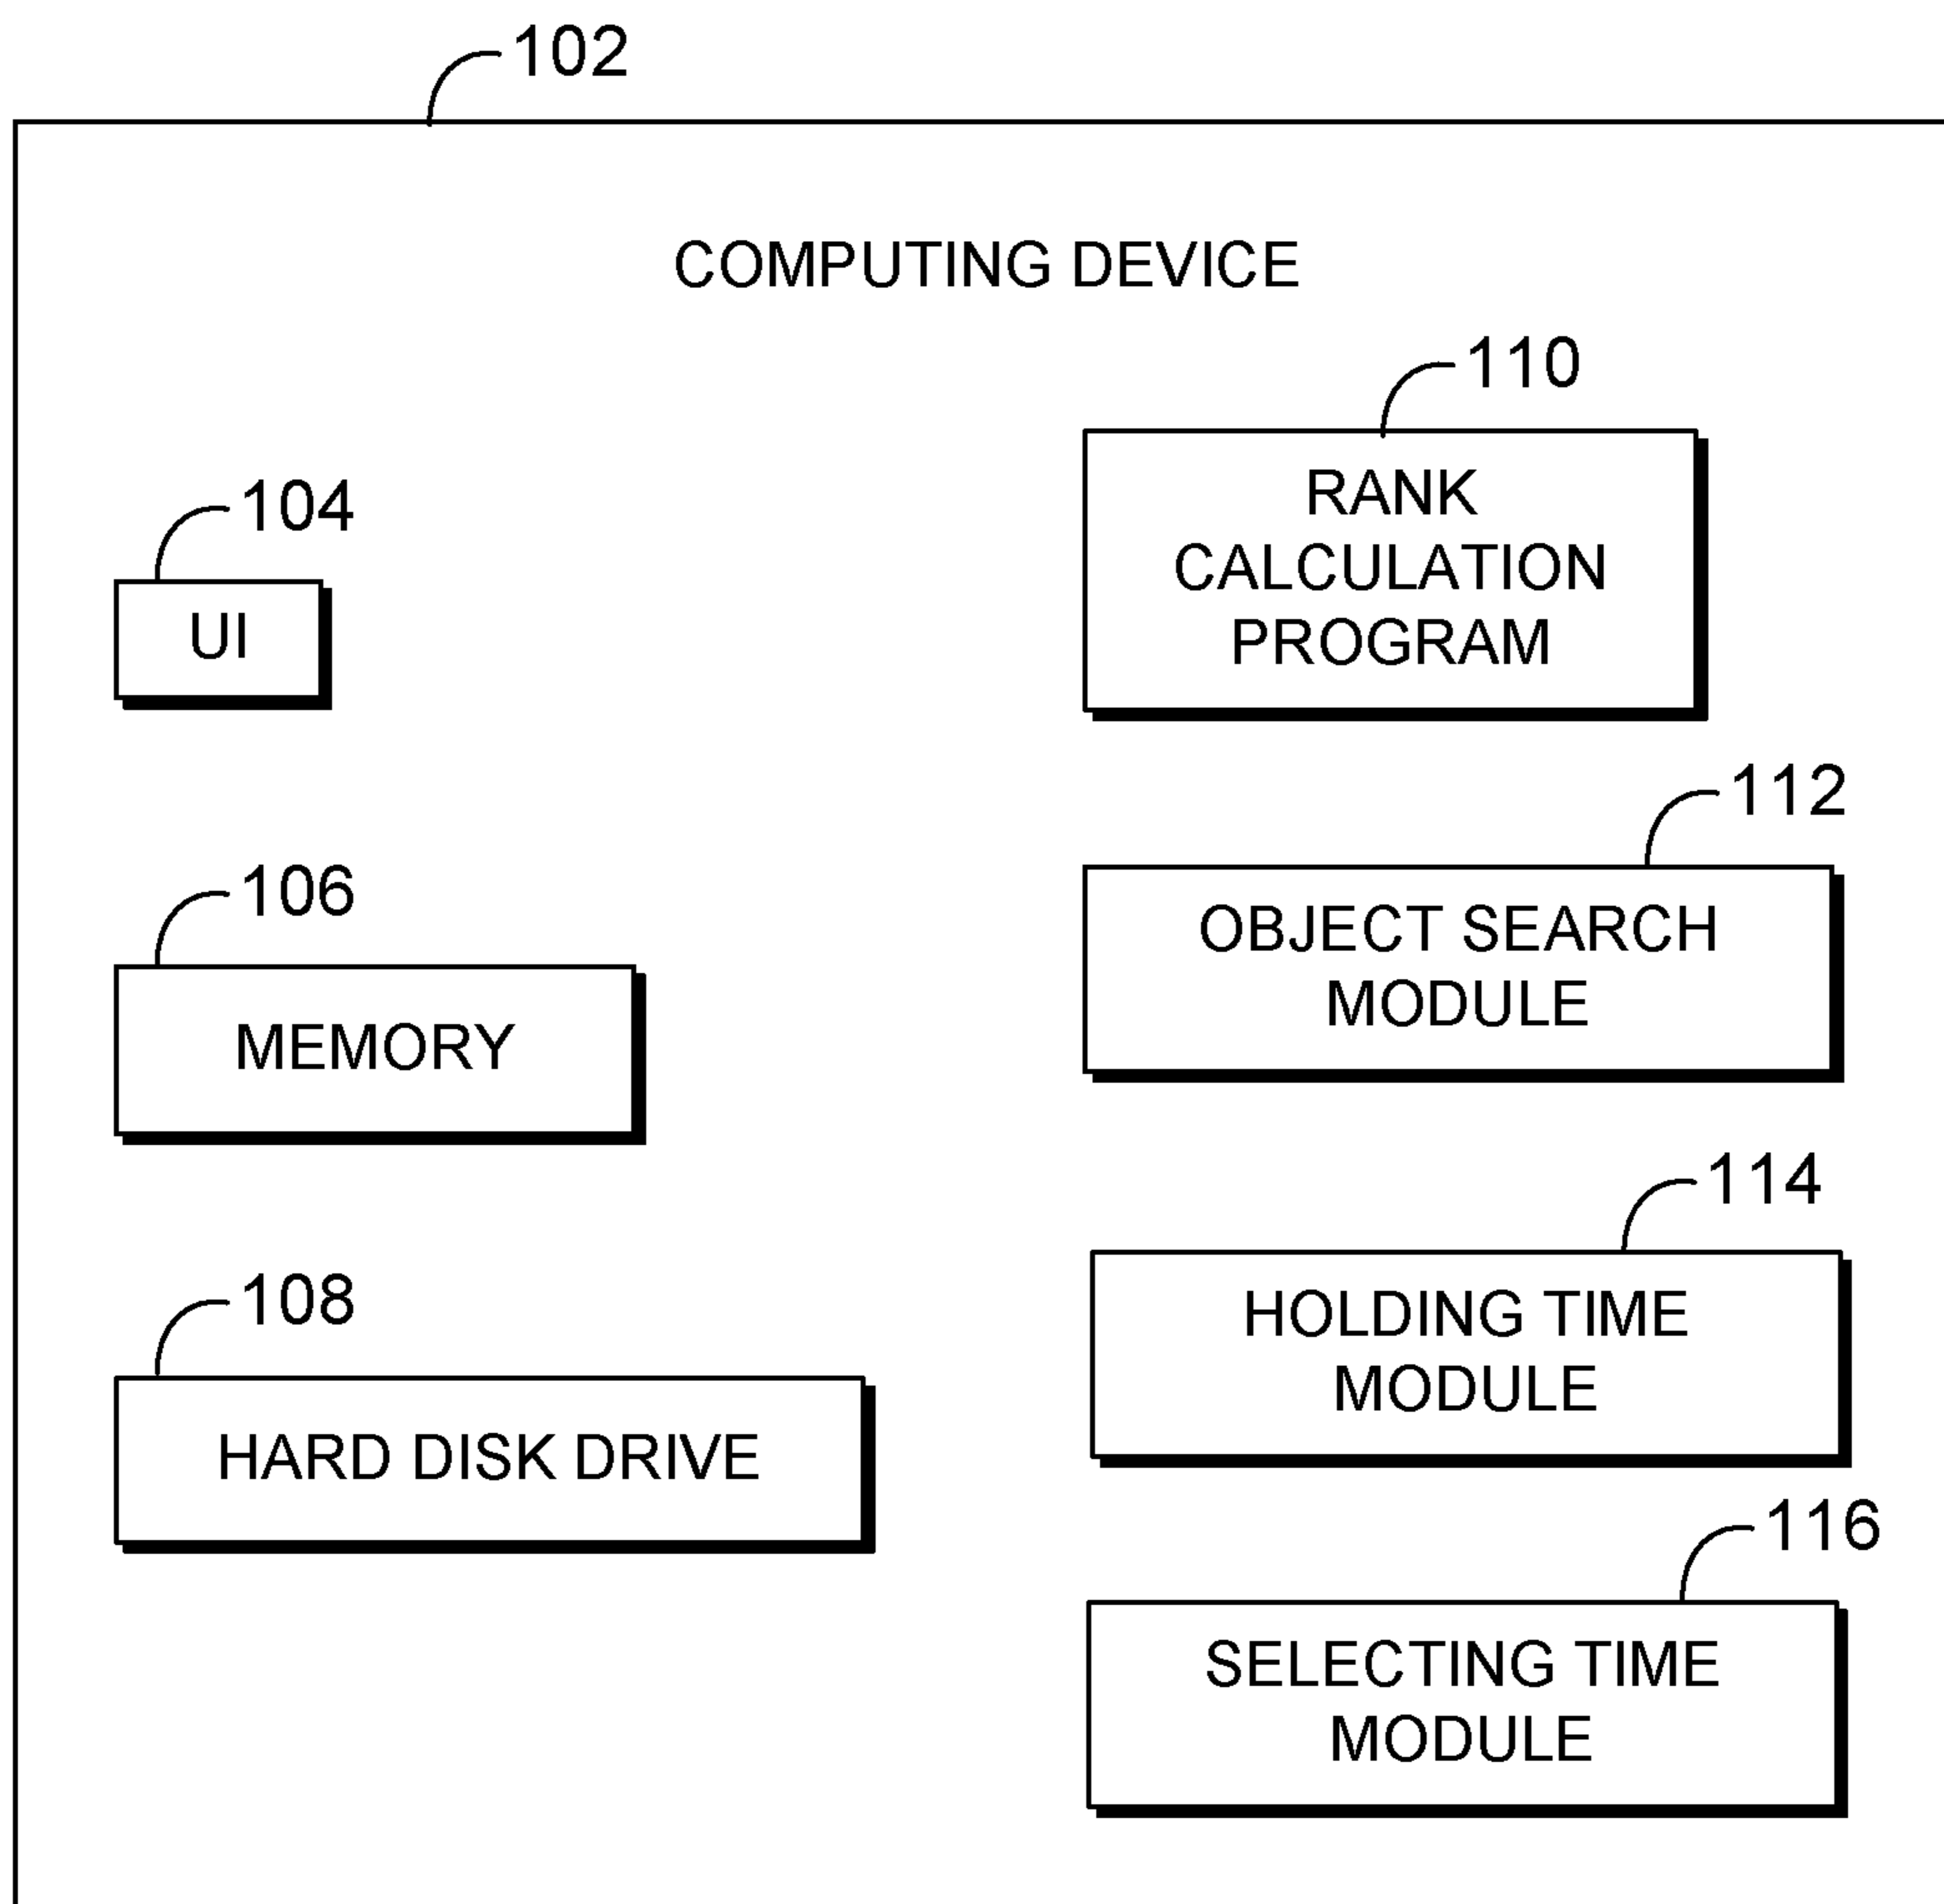 102
COMPUTING DEVICE
104
UI
106
MEMORY
108
HARD DISK DRIVE
110
RANK
CALCULATION
PROGRAM
112
OBJECT SEARCH
MODULE
114
HOLDING TIME
MODULE
116
SELECTING TIME
MODULE